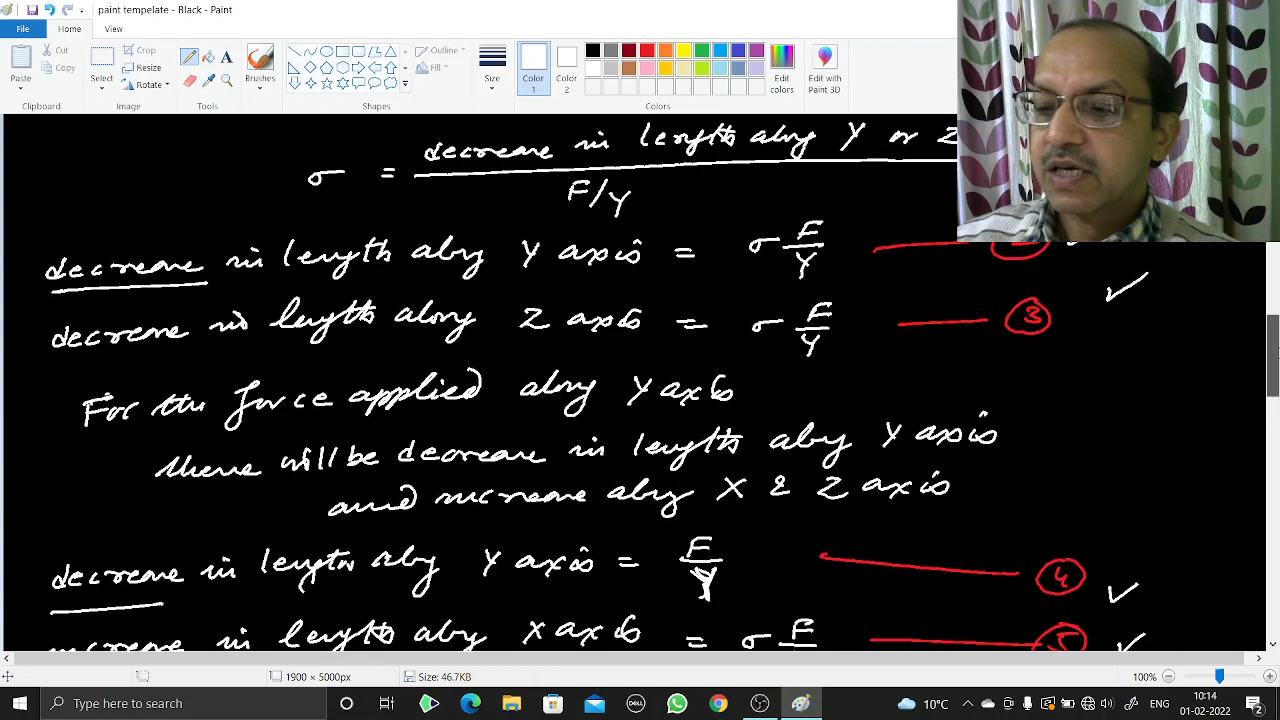 paint tempelate - Black - Paint
File Home View
Paste Cut Copy Clipboard
Select Crop Resize Rotate Image
Tools
Brushes
Outline Fill Shapes
Size
Color 1 Color 2 Edit colors Colors
Edit with Paint 3D
decrease in length along Y or Z
σ =
F/Y
decrease in length along Y axis = σ F/Y
decrease in length along Z axis = σ F/Y 3
For the force applied along Y axis
there will be decrease in length along Y axis
and increase along X & Z axis
decrease in length along Y axis = F/Y 4
increase in length along X axis = σ F 5
1900 × 5000px Size: 46.7KB 100%
Type here to search DELL 10°C 10:14 01-02-2022 2